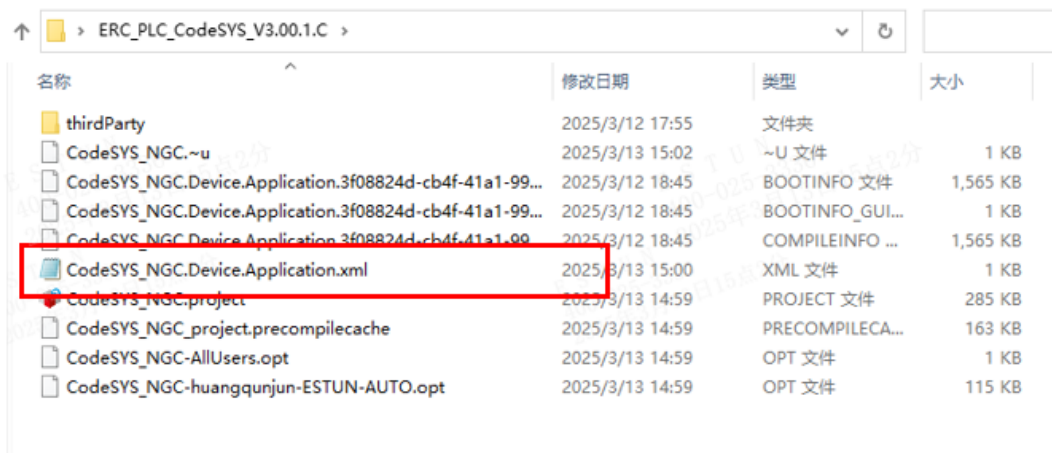 ERC_PLC_CodeSYS_V3.00.1.C
名称 修改日期 类型 大小
thirdParty 2025/3/12 17:55 文件夹
CodeSYS_NGC.~u 2025/3/13 15:02 ~U 文件 1 KB
CodeSYS_NGC.Device.Application.3f08824d-cb4f-41a1-99... 2025/3/12 18:45 BOOTINFO 文件 1,565 KB
CodeSYS_NGC.Device.Application.3f08824d-cb4f-41a1-99... 2025/3/12 18:45 BOOTINFO_GUI... 1 KB
CodeSYS_NGC.Device.Application.3f08824d-cb4f-41a1-99... 2025/3/12 18:45 COMPILEINFO ... 1,565 KB
CodeSYS_NGC.Device.Application.xml 2025/3/13 15:00 XML 文件 1 KB
CodeSYS_NGC.project 2025/3/13 14:59 PROJECT 文件 285 KB
CodeSYS_NGC_project.precompilecache 2025/3/13 14:59 PRECOMPILECA... 163 KB
CodeSYS_NGC-AllUsers.opt 2025/3/13 14:59 OPT 文件 1 KB
CodeSYS_NGC-huangqunjun-ESTUN-AUTO.opt 2025/3/13 14:59 OPT 文件 115 KB